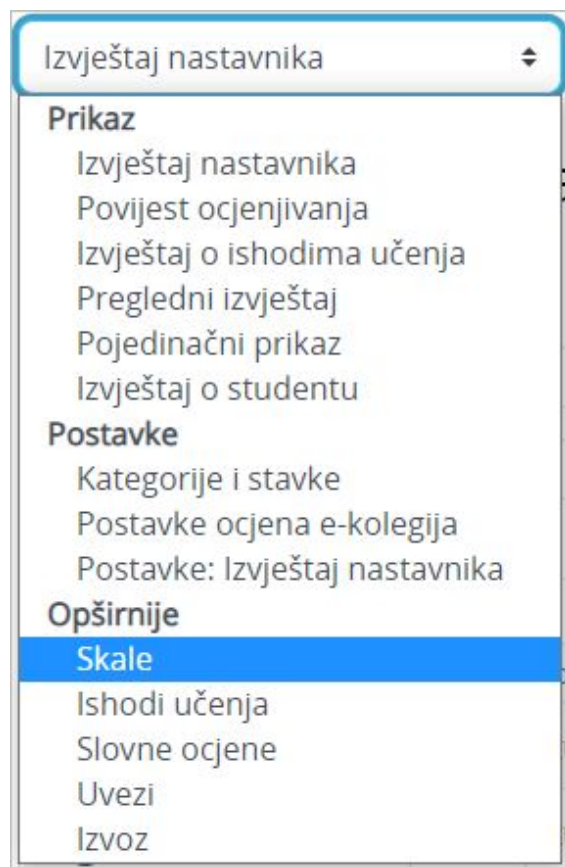 Izvještaj nastavnika
Prikaz
Izvještaj nastavnika
Povijest ocjenjivanja
Izvještaj o ishodima učenja
Pregledni izvještaj
Pojedinačni prikaz
Izvještaj o studentu
Postavke
Kategorije i stavke
Postavke ocjena e-kolegija
Postavke: Izvještaj nastavnika
Opširnije
Skale
Ishodi učenja
Slovne ocjene
Uvezi
Izvoz